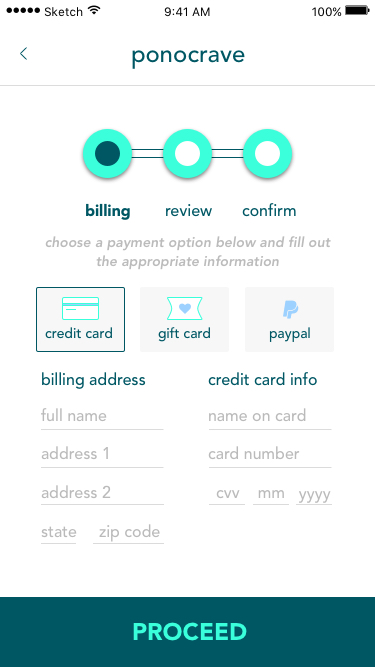 Sketch 9:41 AM 100%
ponocrave
billing review confirm
choose a payment option below and fill out
the appropriate information
credit card gift card paypal
billing address credit card info
full name name on card
address 1 card number
address 2 cvv mm yyyy
state zip code
PROCEED